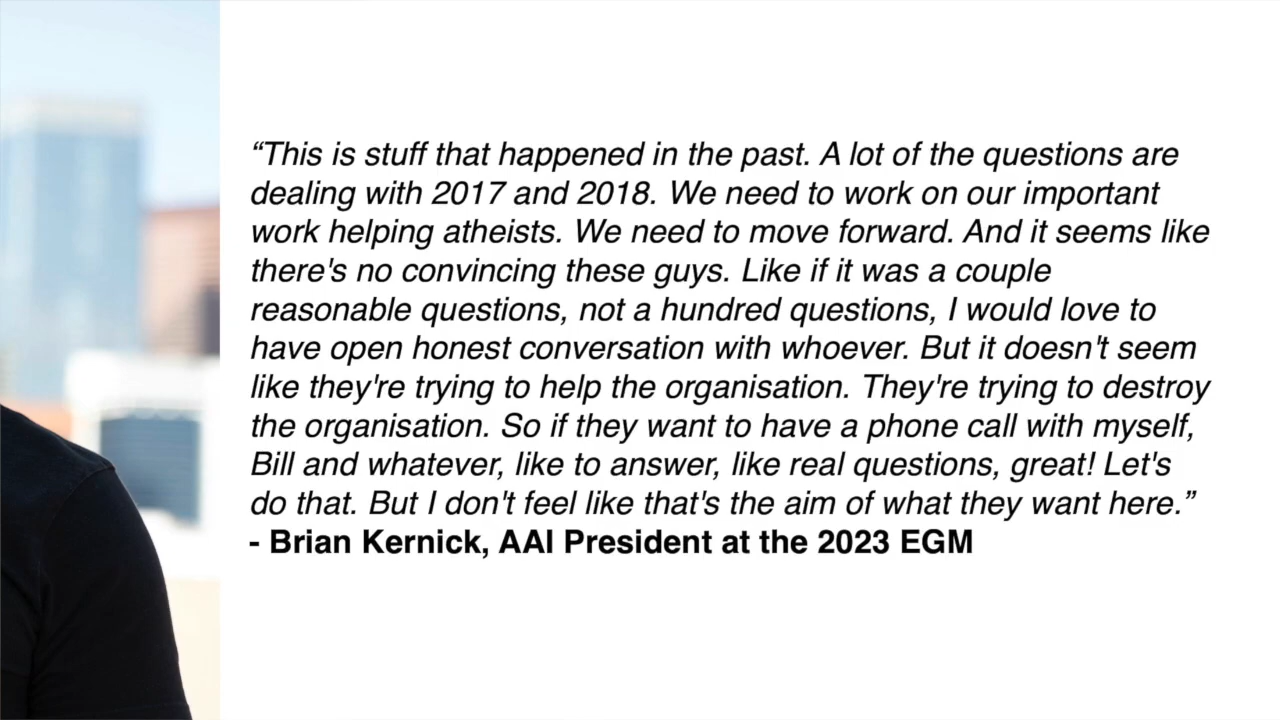 “This is stuff that happened in the past. A lot of the questions are
dealing with 2017 and 2018. We need to work on our important
work helping atheists. We need to move forward. And it seems like
there's no convincing these guys. Like if it was a couple
reasonable questions, not a hundred questions, I would love to
have open honest conversation with whoever. But it doesn't seem
like they're trying to help the organisation. They're trying to destroy
the organisation. So if they want to have a phone call with myself,
Bill and whatever, like to answer, like real questions, great! Let's
do that. But I don't feel like that's the aim of what they want here.”
- Brian Kernick, AAI President at the 2023 EGM